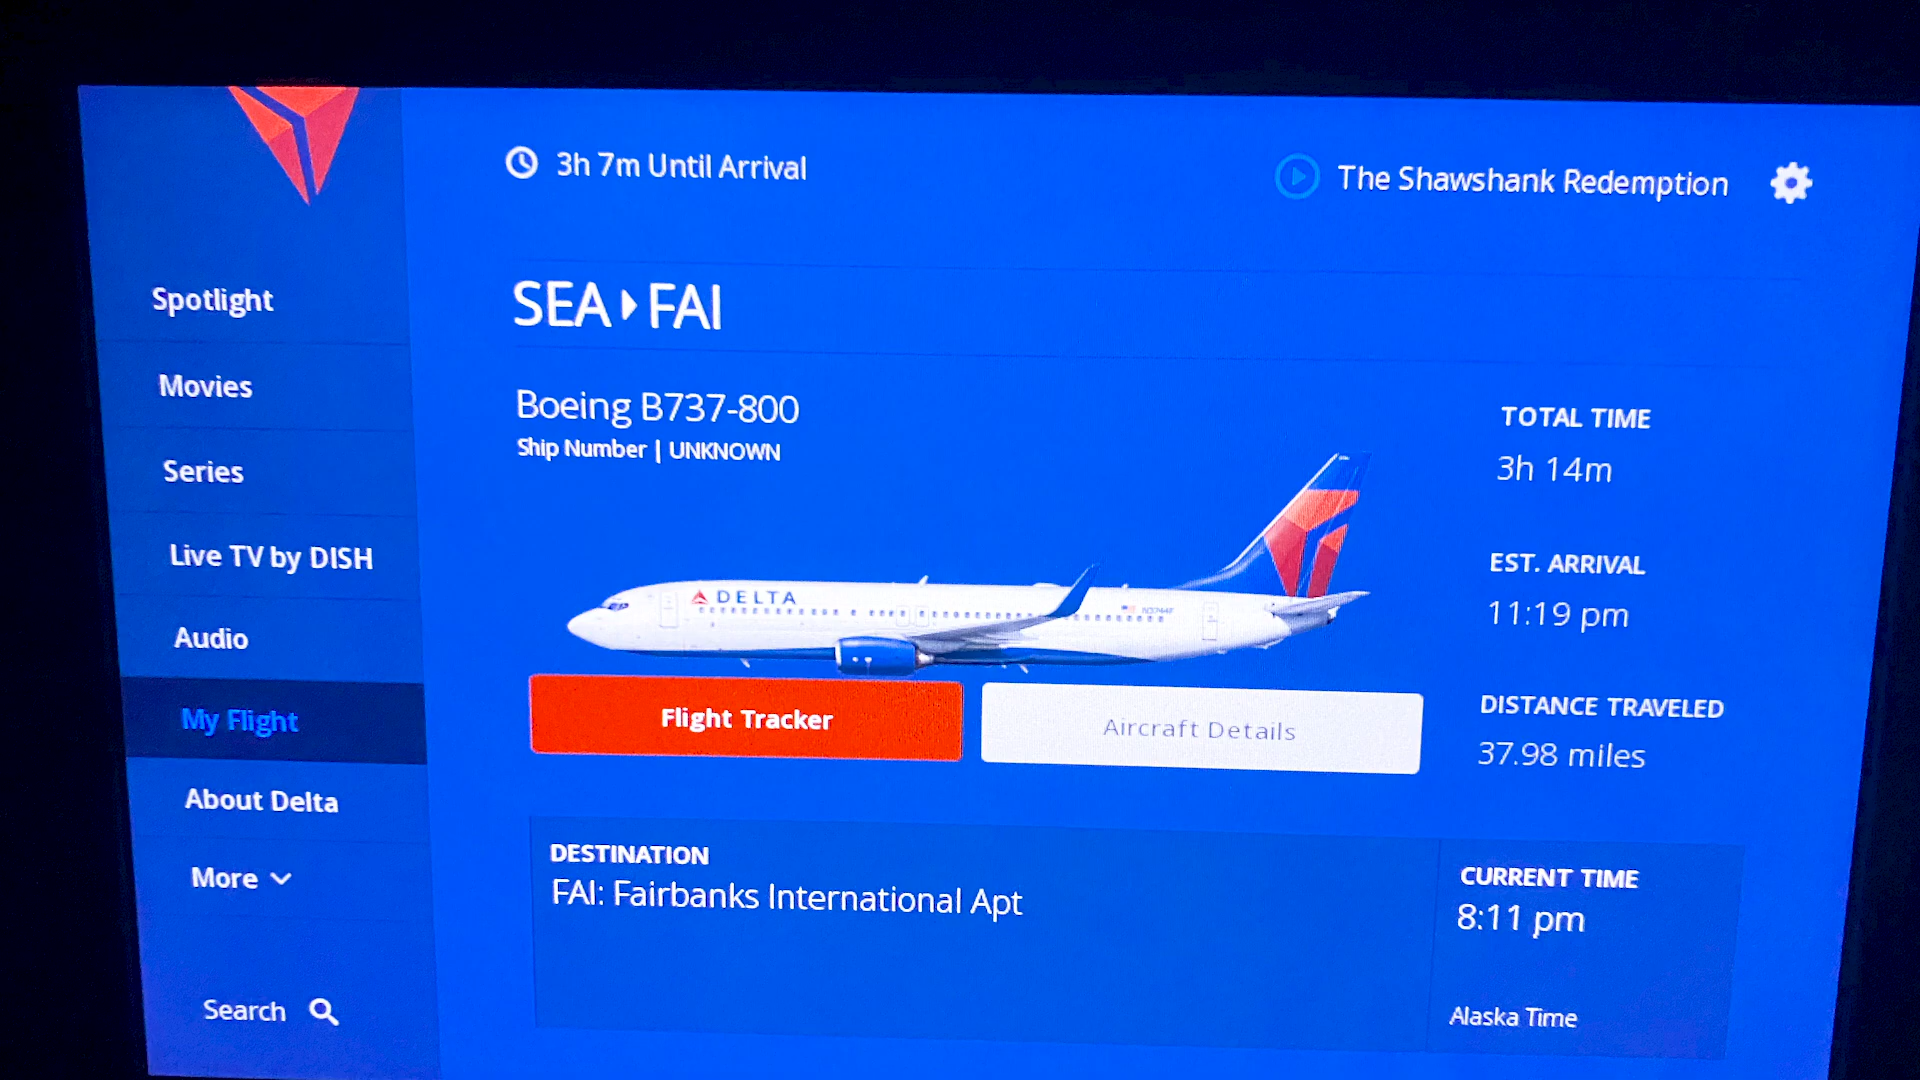 3h 7m Until Arrival
The Shawshank Redemption
SEA FAI
Spotlight
Movies
Series
Live TV by DISH
Audio
My Flight
About Delta
More
Search
Boeing B737-800
Ship Number | UNKNOWN
DELTA
TOTAL TIME
3h 14m
EST. ARRIVAL
11:19 pm
DISTANCE TRAVELED
37.98 miles
Flight Tracker
Aircraft Details
DESTINATION
FAI: Fairbanks International Apt
CURRENT TIME
8:11 pm
Alaska Time